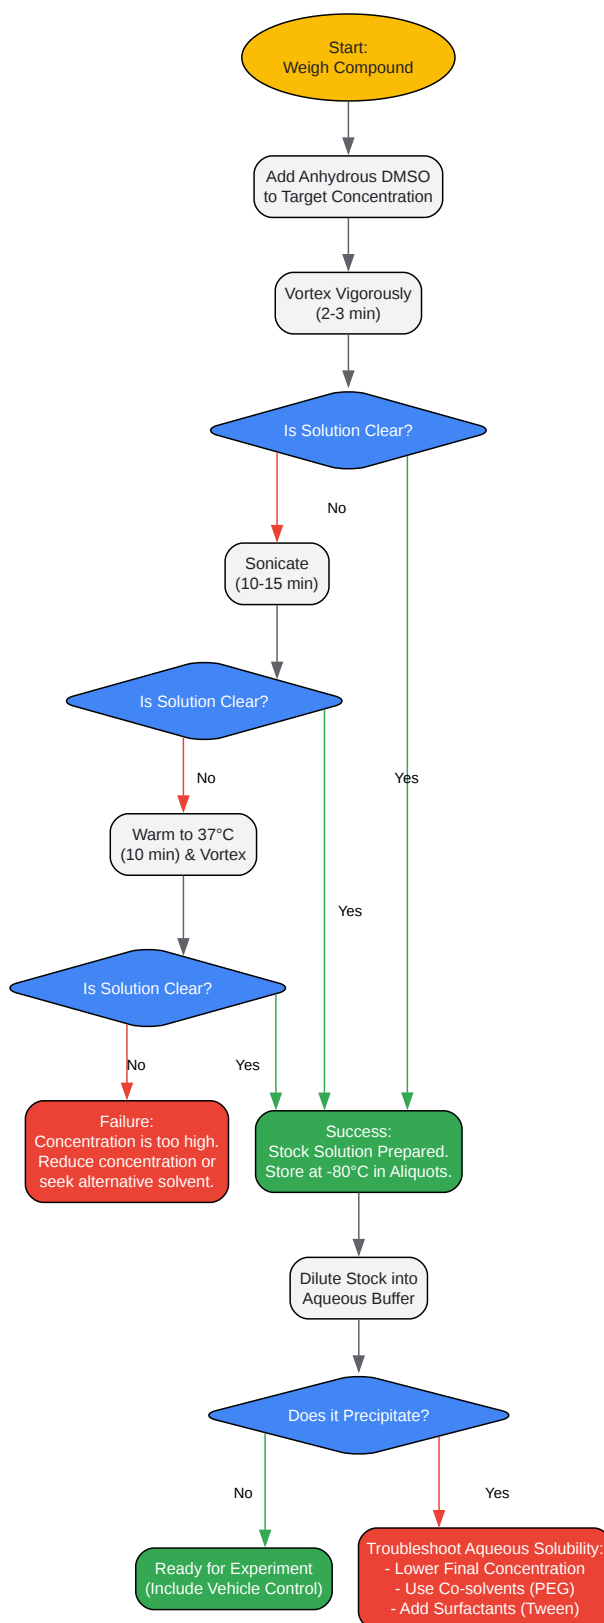 Start:
Weigh Compound
Add Anhydrous DMSO
to Target Concentration
Vortex Vigorously
(2-3 min)
Is Solution Clear?
No
Sonicate
(10-15 min)
Is Solution Clear?
No
Yes
Warm to 37°C
(10 min) & Vortex
Yes
Is Solution Clear?
No
Yes
Failure:
Concentration is too high.
Reduce concentration or
seek alternative solvent.
Success:
Stock Solution Prepared.
Store at -80°C in Aliquots.
Dilute Stock into
Aqueous Buffer
Does it Precipitate?
No
Yes
Ready for Experiment
(Include Vehicle Control)
Troubleshoot Aqueous Solubility:
- Lower Final Concentration
- Use Co-solvents (PEG)
- Add Surfactants (Tween)